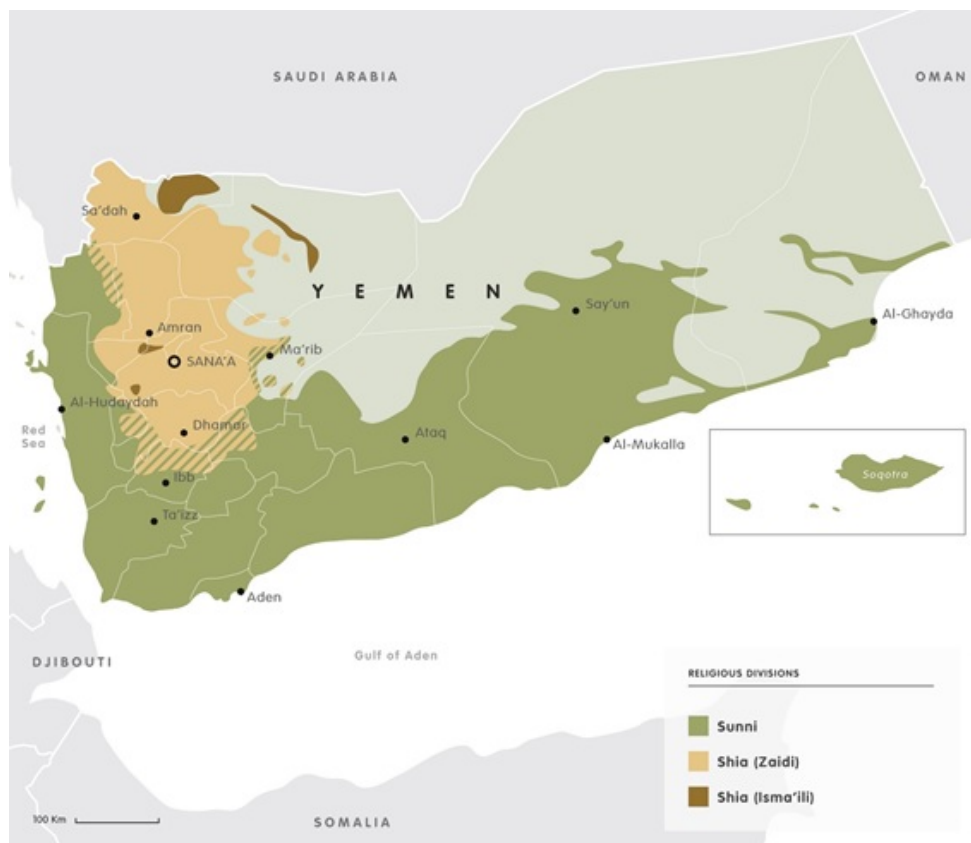 SAUDI ARABIA
OMAN
Sa'dah
YEMEN
Say'un
Al-Ghayda
Amran
Ma'rib
SANA'A
Al-Hudaydah
Red
Sea
Dhamar
Ataq
Al-Mukalla
Soqotra
Ibb
Ta'izz
Aden
Gulf of Aden
DJIBOUTI
RELIGIOUS DIVISIONS
Sunni
Shia (Zaidi)
Shia (Isma'ili)
100 Km
SOMALIA